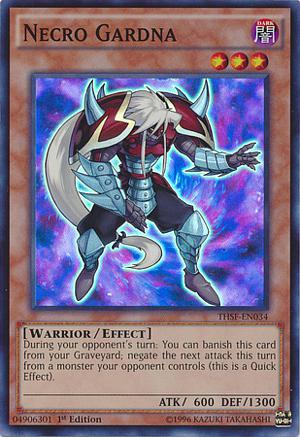 NECRO GARDNA
DARK
闇
THSF-EN034
[WARRIOR / EFFECT]
During your opponent's turn: You can banish this card
from your Graveyard; negate the next attack this turn
from a monster your opponent controls (this is a Quick
Effect).
ATK/ 600 DEF/1300
04906301
1st Edition
©1996 KAZUKI TAKAHASHI